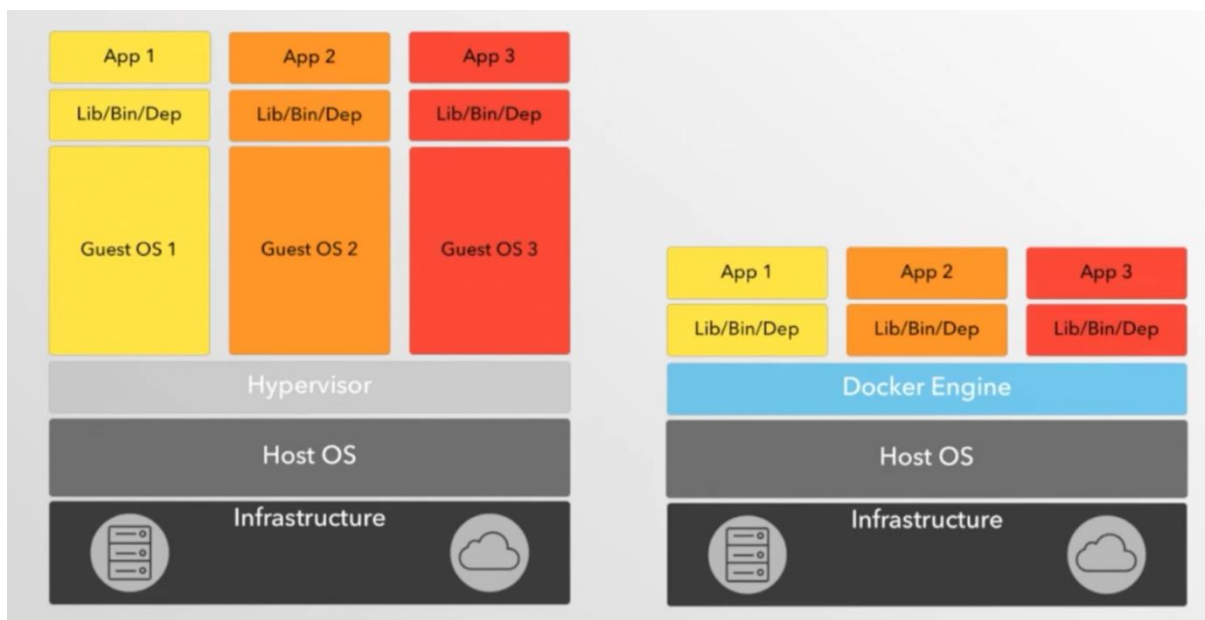 App 1
App 2
App 3
Lib/Bin/Dep
Lib/Bin/Dep
Lib/Bin/Dep
Guest OS 1
Guest OS 2
Guest OS 3
Hypervisor
Host OS
Infrastructure
App 1
App 2
App 3
Lib/Bin/Dep
Lib/Bin/Dep
Lib/Bin/Dep
Docker Engine
Host OS
Infrastructure